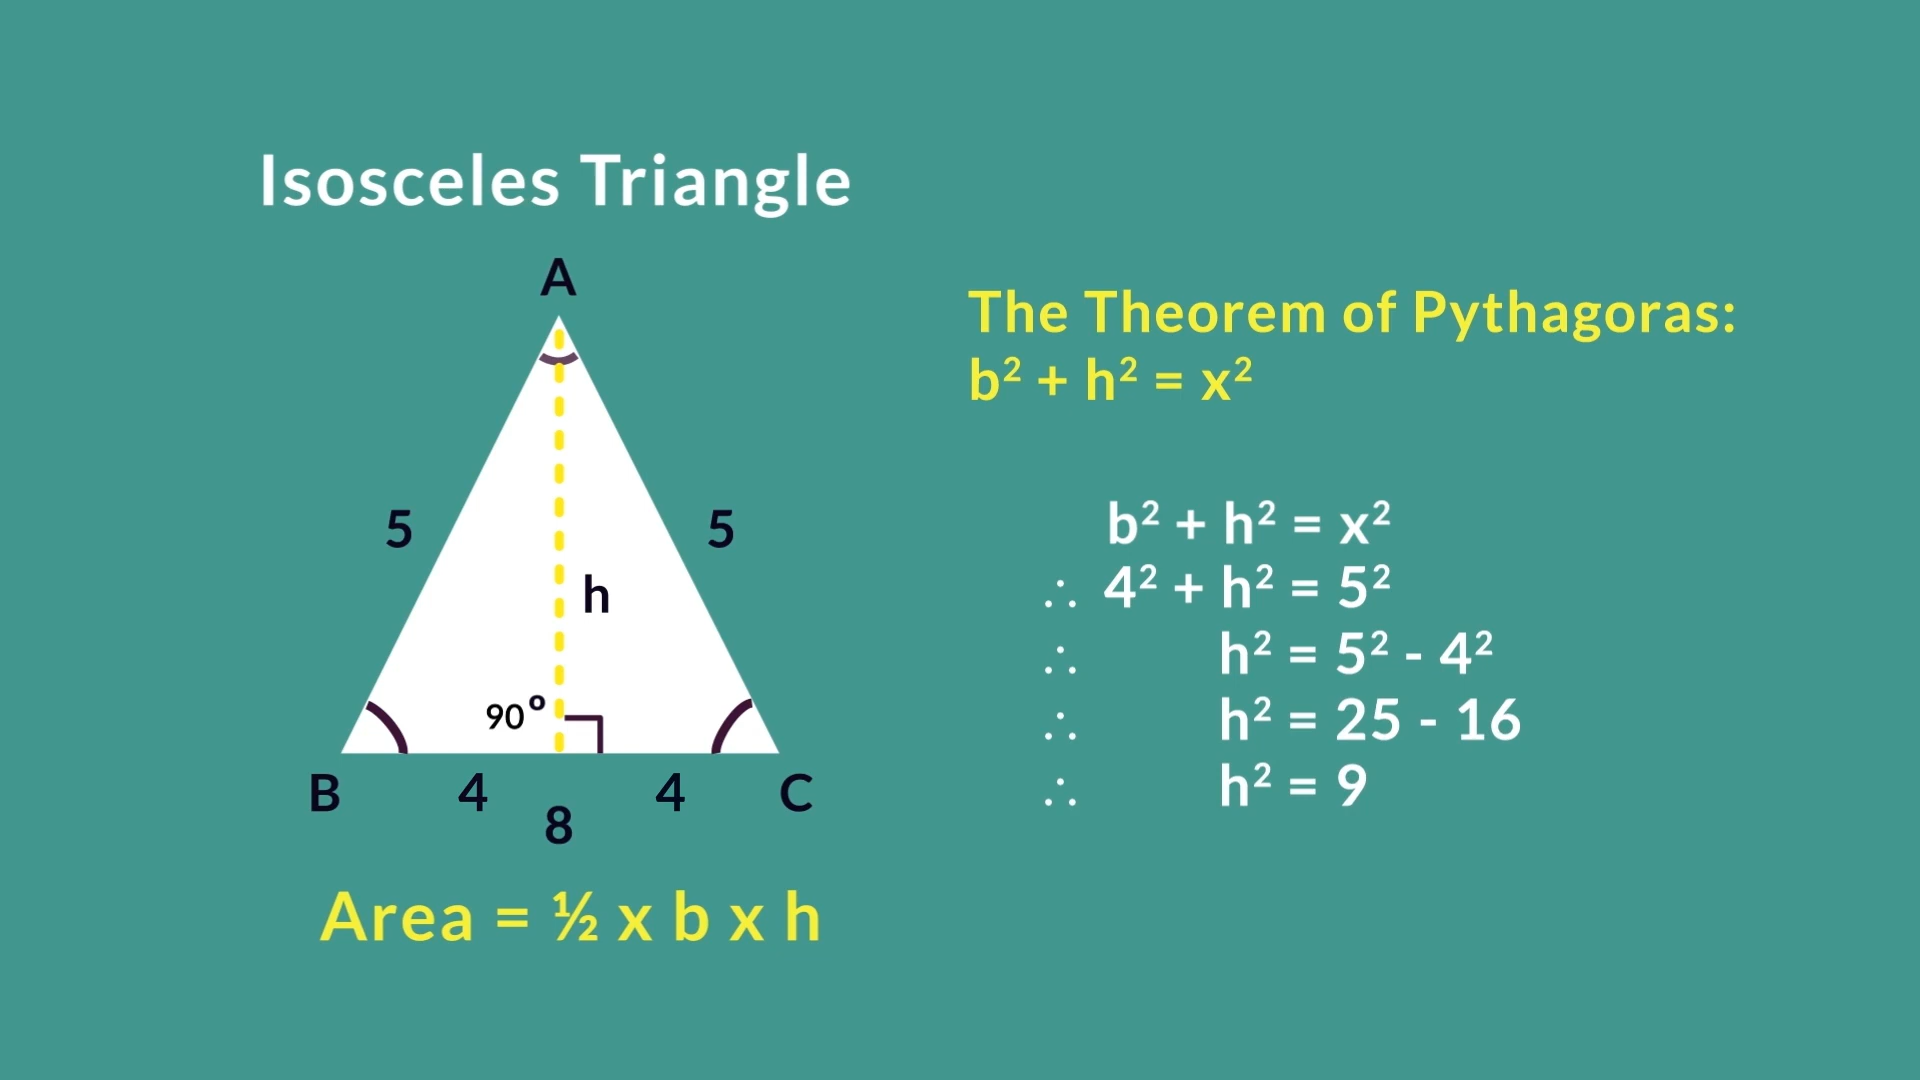 Isosceles Triangle
A
5
5
h
90°
B
4
4
C
8
Area = ½ x b x h
The Theorem of Pythagoras:
b² + h² = x²
b² + h² = x²
∴ 4² + h² = 5²
∴ h² = 5² - 4²
∴ h² = 25 - 16
∴ h² = 9